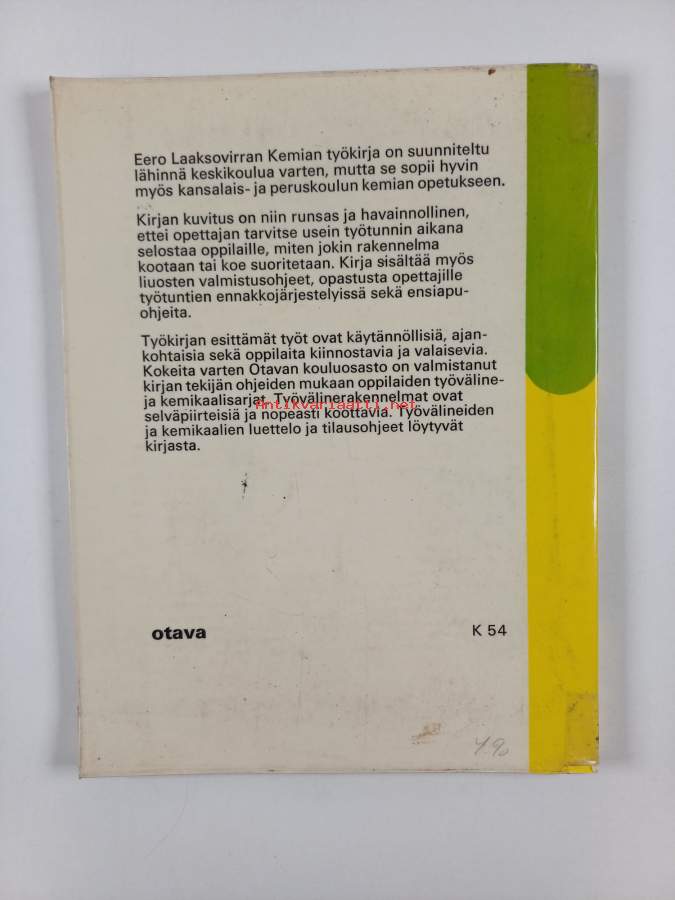 Eero Laaksovirran Kemian työkirja on suunniteltu
lähinnä keskikoulua varten, mutta se sopii hyvin
myös kansalais- ja peruskoulun kemian opetukseen.
Kirjan kuvitus on niin runsas ja havainnollinen,
ettei opettajan tarvitse usein työtunnin aikana
selostaa oppilaille, miten jokin rakennelma
kootaan tai koe suoritetaan. Kirja sisältää myös
liuosten valmistusohjeet, opastusta opettajille
työtuntien ennakkojärjestelyissä sekä ensiapu-
ohjeita.
Työkirjan esittämät työt ovat käytännöllisiä, ajan-
kohtaisia sekä oppilaita kiinnostavia ja valaisevia.
Kokeita varten Otavan kouluosasto on valmistanut
kirjan tekijän ohjeiden mukaan oppilaiden työväline-
ja kemikaalisarjat. Työvälinerakennelmat ovat
Antikvariaatti.net
selväpiirteisiä ja nopeasti koottavia. Työvälineiden
ja kemikaalien luettelo ja tilausohjeet löytyvät
kirjasta.
otava
K 54